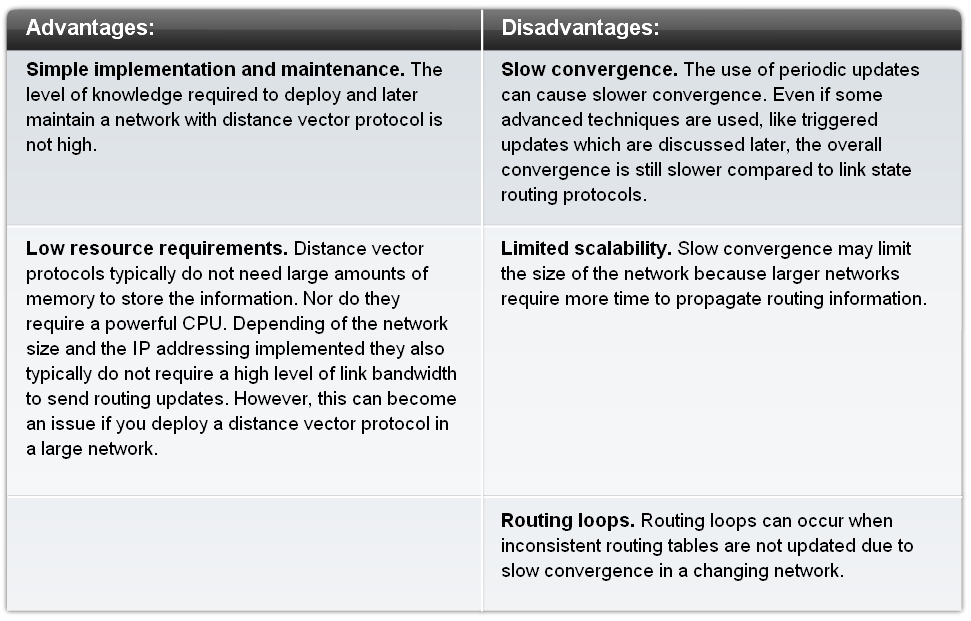 Advantages:
Disadvantages:
Simple implementation and maintenance. The
level of knowledge required to deploy and later
maintain a network with distance vector protocol is
not high.
Slow convergence. The use of periodic updates
can cause slower convergence. Even if some
advanced techniques are used, like triggered
updates which are discussed later, the overall
convergence is still slower compared to link state
routing protocols.
Low resource requirements. Distance vector
protocols typically do not need large amounts of
memory to store the information. Nor do they
require a powerful CPU. Depending of the network
size and the IP addressing implemented they also
typically do not require a high level of link bandwidth
to send routing updates. However, this can become
an issue if you deploy a distance vector protocol in
a large network.
Limited scalability. Slow convergence may limit
the size of the network because larger networks
require more time to propagate routing information.
Routing loops. Routing loops can occur when
inconsistent routing tables are not updated due to
slow convergence in a changing network.